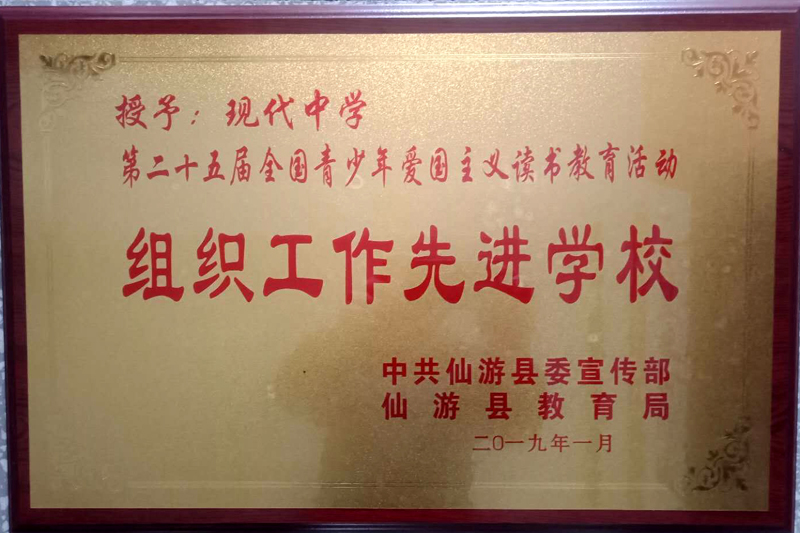 授予：现代中学
第二十五届全国青少年爱国主义读书教育活动
组织工作先进学校
中共仙游县委宣传部
仙游县教育局
二〇一九年一月